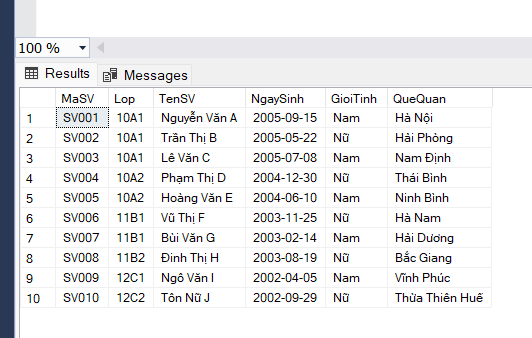 100 %
Results Messages
MaSV Lop TenSV NgaySinh GioiTinh QueQuan
1 SV001 10A1 Nguyễn Văn A 2005-09-15 Nam Hà Nội
2 SV002 10A1 Trần Thị B 2005-05-22 Nữ Hải Phòng
3 SV003 10A1 Lê Văn C 2005-07-08 Nam Nam Định
4 SV004 10A2 Phạm Thị D 2004-12-30 Nữ Thái Bình
5 SV005 10A2 Hoàng Văn E 2004-06-10 Nam Ninh Bình
6 SV006 11B1 Vũ Thị F 2003-11-25 Nữ Hà Nam
7 SV007 11B1 Bùi Văn G 2003-02-14 Nam Hải Dương
8 SV008 11B2 Đinh Thị H 2003-08-19 Nữ Bắc Giang
9 SV009 12C1 Ngô Văn I 2002-04-05 Nam Vĩnh Phúc
10 SV010 12C2 Tôn Nữ J 2002-09-29 Nữ Thừa Thiên Huế